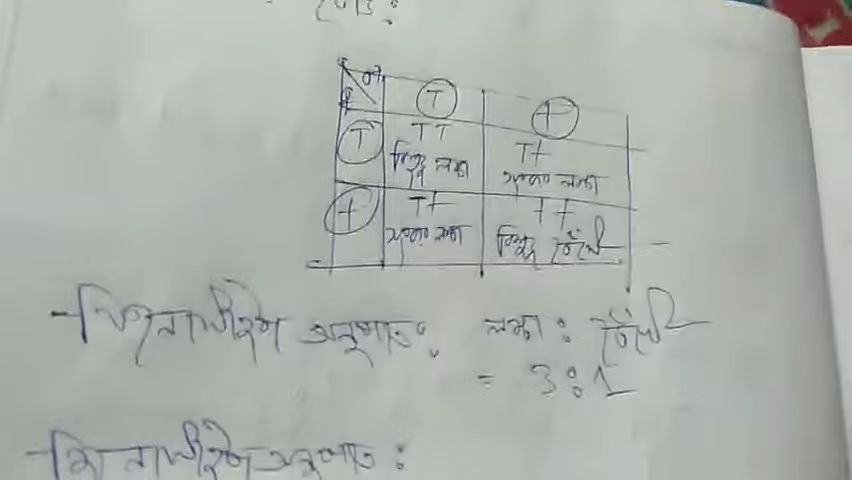 T t
T TT Tt
বিশুদ্ধ লম্বা সংকর লম্বা
t Tt tt
সংকর লম্বা বিশুদ্ধ বেঁটে
ফিনোটাইপ অনুপাত: লম্বা : বেঁটে
= 3:1
জিনোটাইপ অনুপাত :